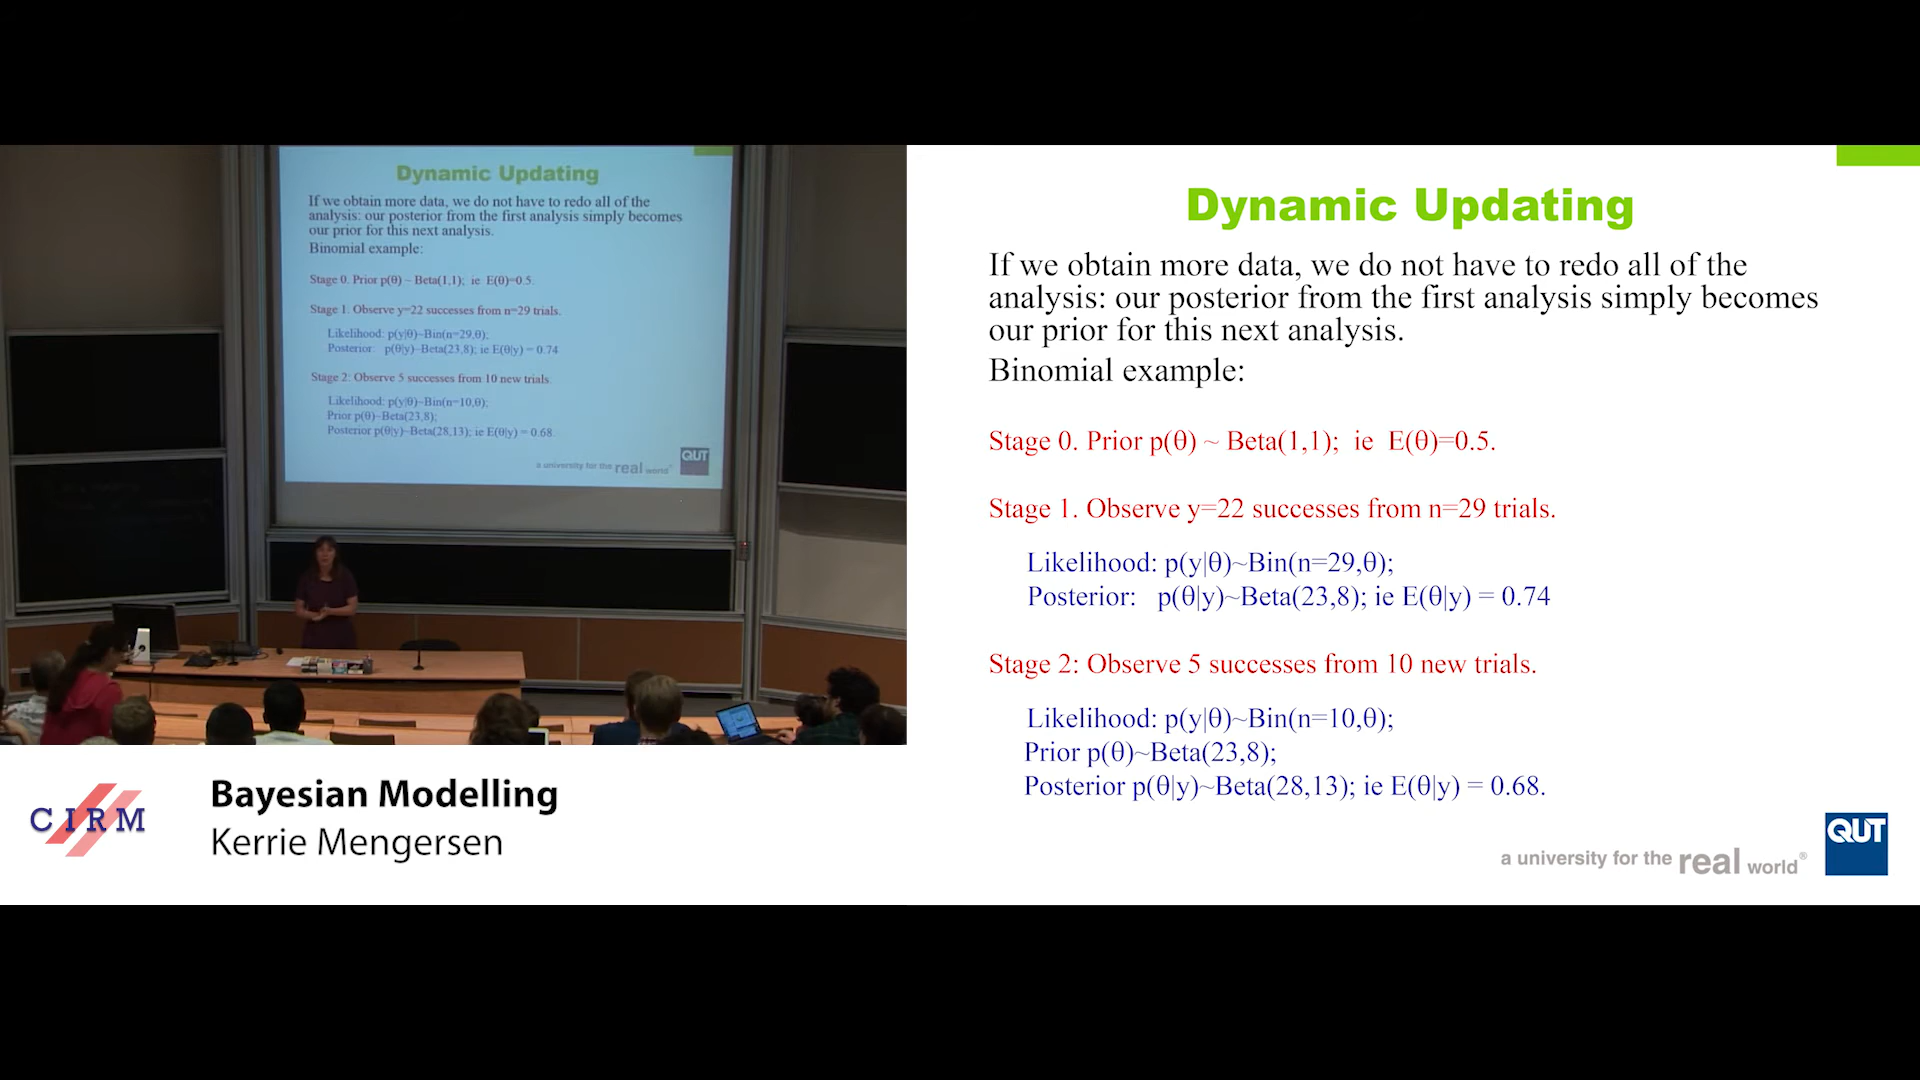 Dynamic Updating
If we obtain more data, we do not have to redo all of the
analysis: our posterior from the first analysis simply becomes
our prior for this next analysis.
Binomial example:
Stage 0. Prior p(θ) ~ Beta(1,1); ie E(θ)=0.5.
Stage 1. Observe y=22 successes from n=29 trials.
Likelihood: p(y|θ)~Bin(n=29,θ);
Posterior: p(θ|y)~Beta(23,8); ie E(θ|y) = 0.74
Stage 2: Observe 5 successes from 10 new trials.
Likelihood: p(y|θ)~Bin(n=10,θ);
Prior p(θ)~Beta(23,8);
Posterior p(θ|y)~Beta(28,13); ie E(θ|y) = 0.68.
a university for the real world®
QUT
CIRM
Bayesian Modelling
Kerrie Mengersen
Dynamic Updating
If we obtain more data, we do not have to redo all of the
analysis: our posterior from the first analysis simply becomes
our prior for this next analysis.
Binomial example:
Stage 0. Prior p(θ) ~ Beta(1,1); ie E(θ)=0.5.
Stage 1. Observe y=22 successes from n=29 trials.
Likelihood: p(y|θ)~Bin(n=29,θ);
Posterior: p(θ|y)~Beta(23,8); ie E(θ|y) = 0.74
Stage 2: Observe 5 successes from 10 new trials.
Likelihood: p(y|θ)~Bin(n=10,θ);
Prior p(θ)~Beta(23,8);
Posterior p(θ|y)~Beta(28,13); ie E(θ|y) = 0.68.
a university for the real world®
QUT